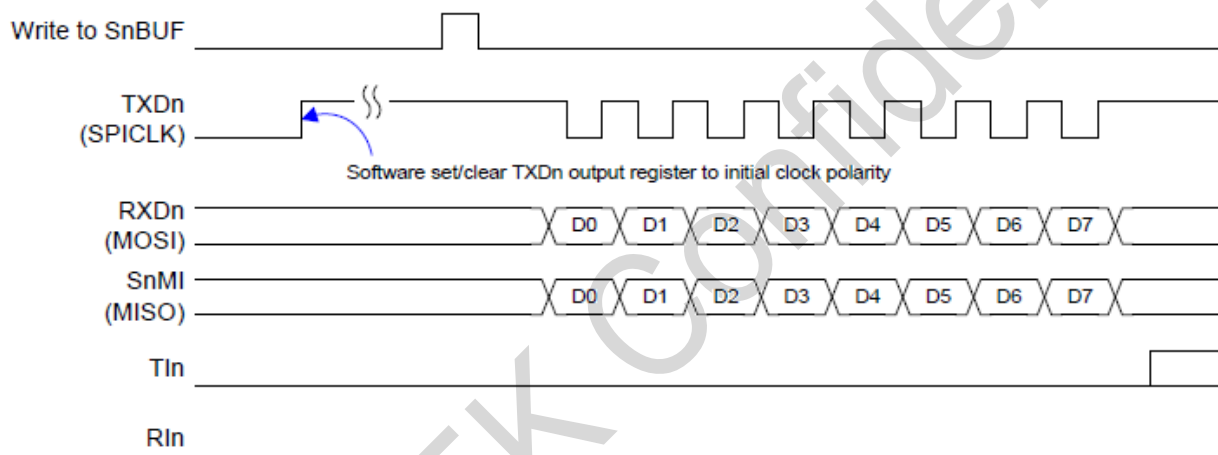 Write to SnBUF
TXDn
(SPICLK)
Software set/clear TXDn output register to initial clock polarity
RXDn
(MOSI)
D0 D1 D2 D3 D4 D5 D6 D7
SnMI
(MISO)
D0 D1 D2 D3 D4 D5 D6 D7
TIn
RIn